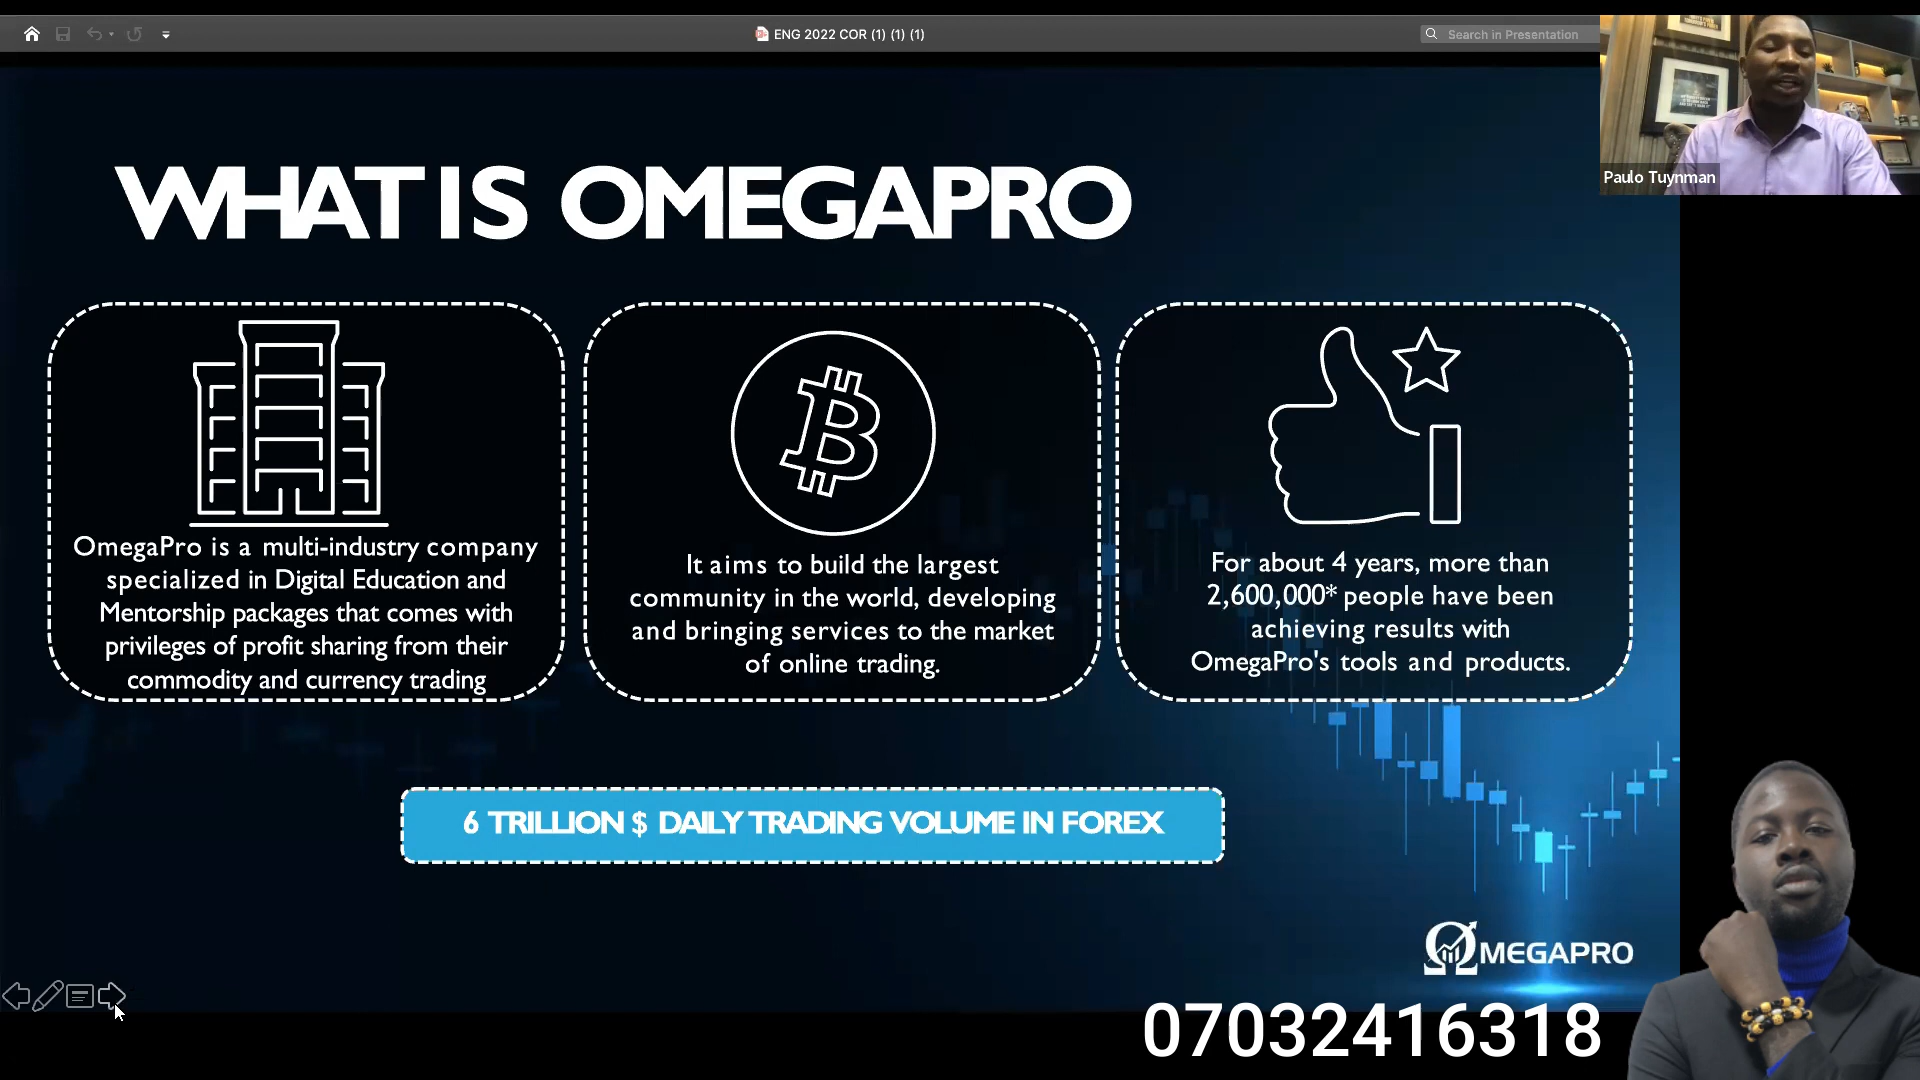 ENG 2022 COR (1) (1) (1)
Search in Presentation
Paulo Tuynman
WHAT IS OMEGAPRO
OmegaPro is a multi-industry company
specialized in Digital Education and
Mentorship packages that comes with
privileges of profit sharing from their
commodity and currency trading
It aims to build the largest
community in the world, developing
and bringing services to the market
of online trading.
For about 4 years, more than
2,600,000* people have been
achieving results with
OmegaPro's tools and products.
6 TRILLION $ DAILY TRADING VOLUME IN FOREX
ΩMEGAPRO
07032416318